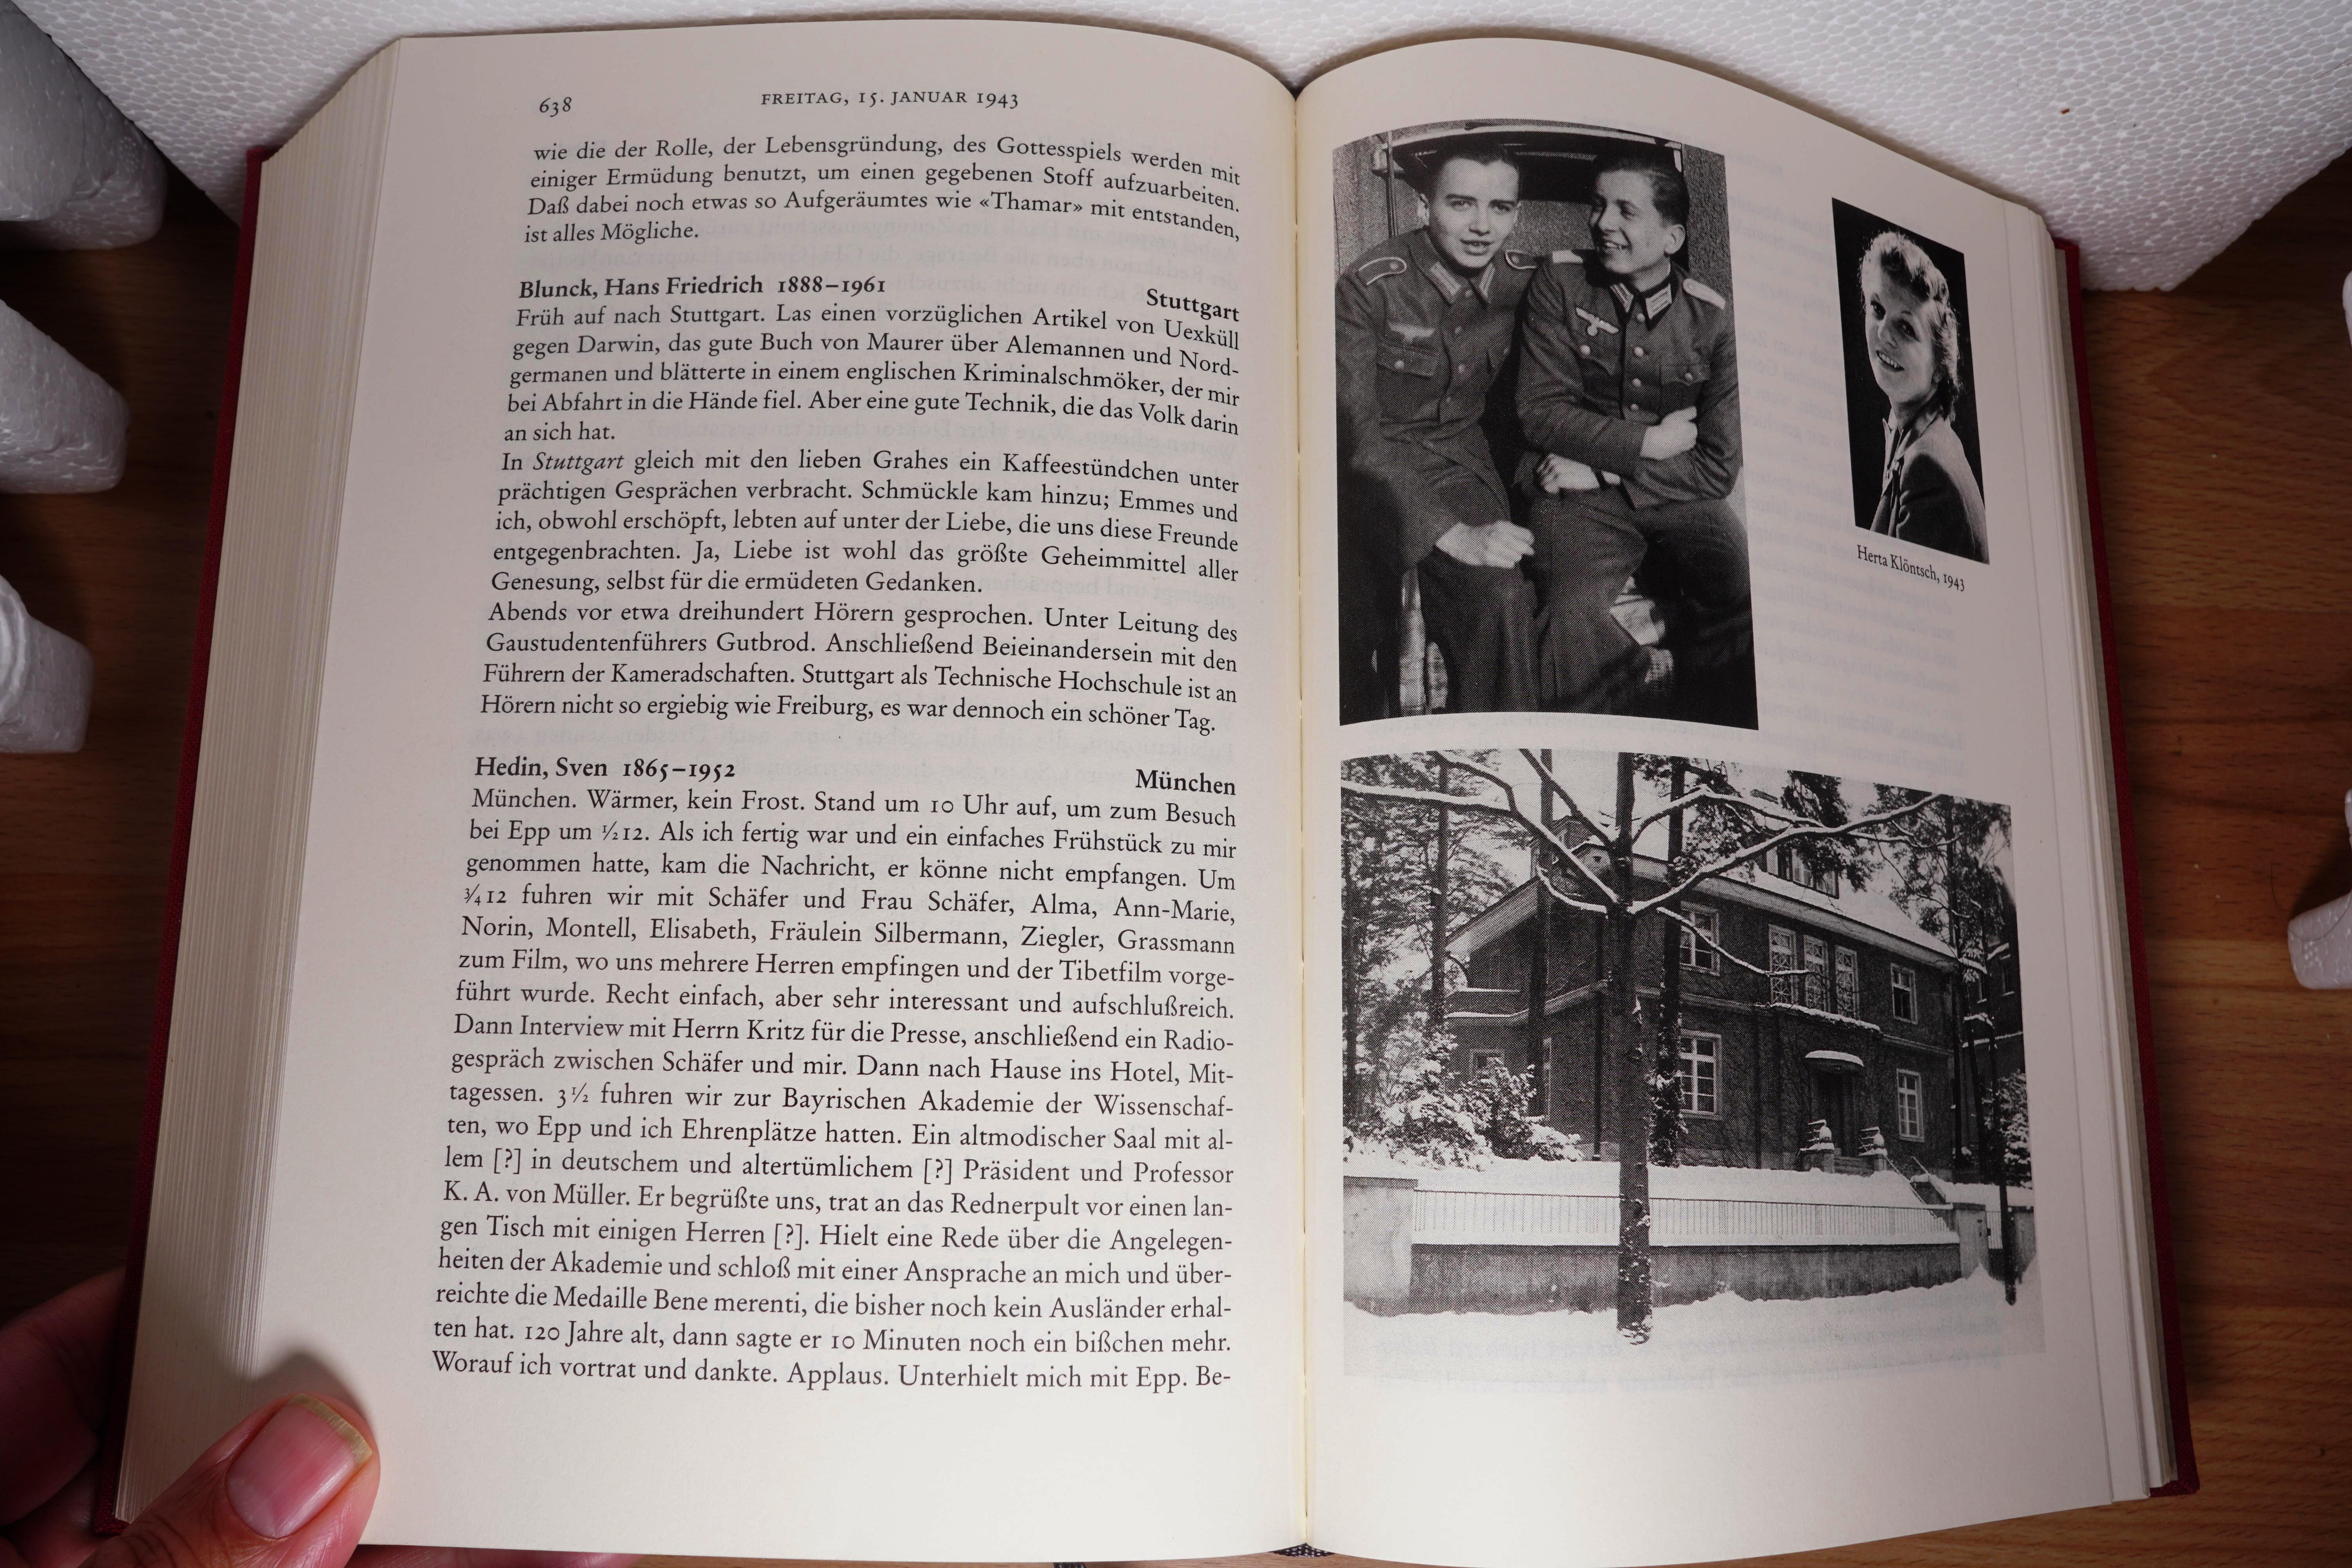 638
FREITAG, 15. JANUAR 1943
wie die der Rolle, der Lebensgründung, des Gottesspiels werden mit
einiger Ermüdung benutzt, um einen gegebenen Stoff aufzuarbeiten.
Daß dabei noch etwas so Aufgeräumtes wie «Thamar» mit entstanden,
ist alles Mögliche.
Blunck, Hans Friedrich 1888–1961 Stuttgart
Früh auf nach Stuttgart. Las einen vorzüglichen Artikel von Uexküll
gegen Darwin, das gute Buch von Maurer über Alemannen und Nord-
germanen und blätterte in einem englischen Kriminalschmöker, der mir
bei Abfahrt in die Hände fiel. Aber eine gute Technik, die das Volk darin
an sich hat.
In Stuttgart gleich mit den lieben Grahes ein Kaffeestündchen unter
prächtigen Gesprächen verbracht. Schmückle kam hinzu; Emmes und
ich, obwohl erschöpft, lebten auf unter der Liebe, die uns diese Freunde
entgegenbrachten. Ja, Liebe ist wohl das größte Geheimmittel aller
Genesung, selbst für die ermüdeten Gedanken.
Abends vor etwa dreihundert Hörern gesprochen. Unter Leitung des
Gaustudentenführers Gutbrod. Anschließend Beieinandersein mit den
Führern der Kameradschaften. Stuttgart als Technische Hochschule ist an
Hörern nicht so ergiebig wie Freiburg, es war dennoch ein schöner Tag.
Hedin, Sven 1865–1952 München
München. Wärmer, kein Frost. Stand um 10 Uhr auf, um zum Besuch
bei Epp um ½12. Als ich fertig war und ein einfaches Frühstück zu mir
genommen hatte, kam die Nachricht, er könne nicht empfangen. Um
¾12 fuhren wir mit Schäfer und Frau Schäfer, Alma, Ann-Marie,
Norin, Montell, Elisabeth, Fräulein Silbermann, Ziegler, Grassmann
zum Film, wo uns mehrere Herren empfingen und der Tibetfilm vorge-
führt wurde. Recht einfach, aber sehr interessant und aufschlußreich.
Dann Interview mit Herrn Kritz für die Presse, anschließend ein Radio-
gespräch zwischen Schäfer und mir. Dann nach Hause ins Hotel, Mit-
tagessen. 3½ fuhren wir zur Bayrischen Akademie der Wissenschaf-
ten, wo Epp und ich Ehrenplätze hatten. Ein altmodischer Saal mit al-
lem [?] in deutschem und altertümlichem [?] Präsident und Professor
K. A. von Müller. Er begrüßte uns, trat an das Rednerpult vor einen lan-
gen Tisch mit einigen Herren [?]. Hielt eine Rede über die Angelegen-
heiten der Akademie und schloß mit einer Ansprache an mich und über-
reichte die Medaille Bene merenti, die bisher noch kein Ausländer erhal-
ten hat. 120 Jahre alt, dann sagte er 10 Minuten noch ein bißchen mehr.
Worauf ich vortrat und dankte. Applaus. Unterhielt mich mit Epp. Be-
Herta Klöntsch, 1943